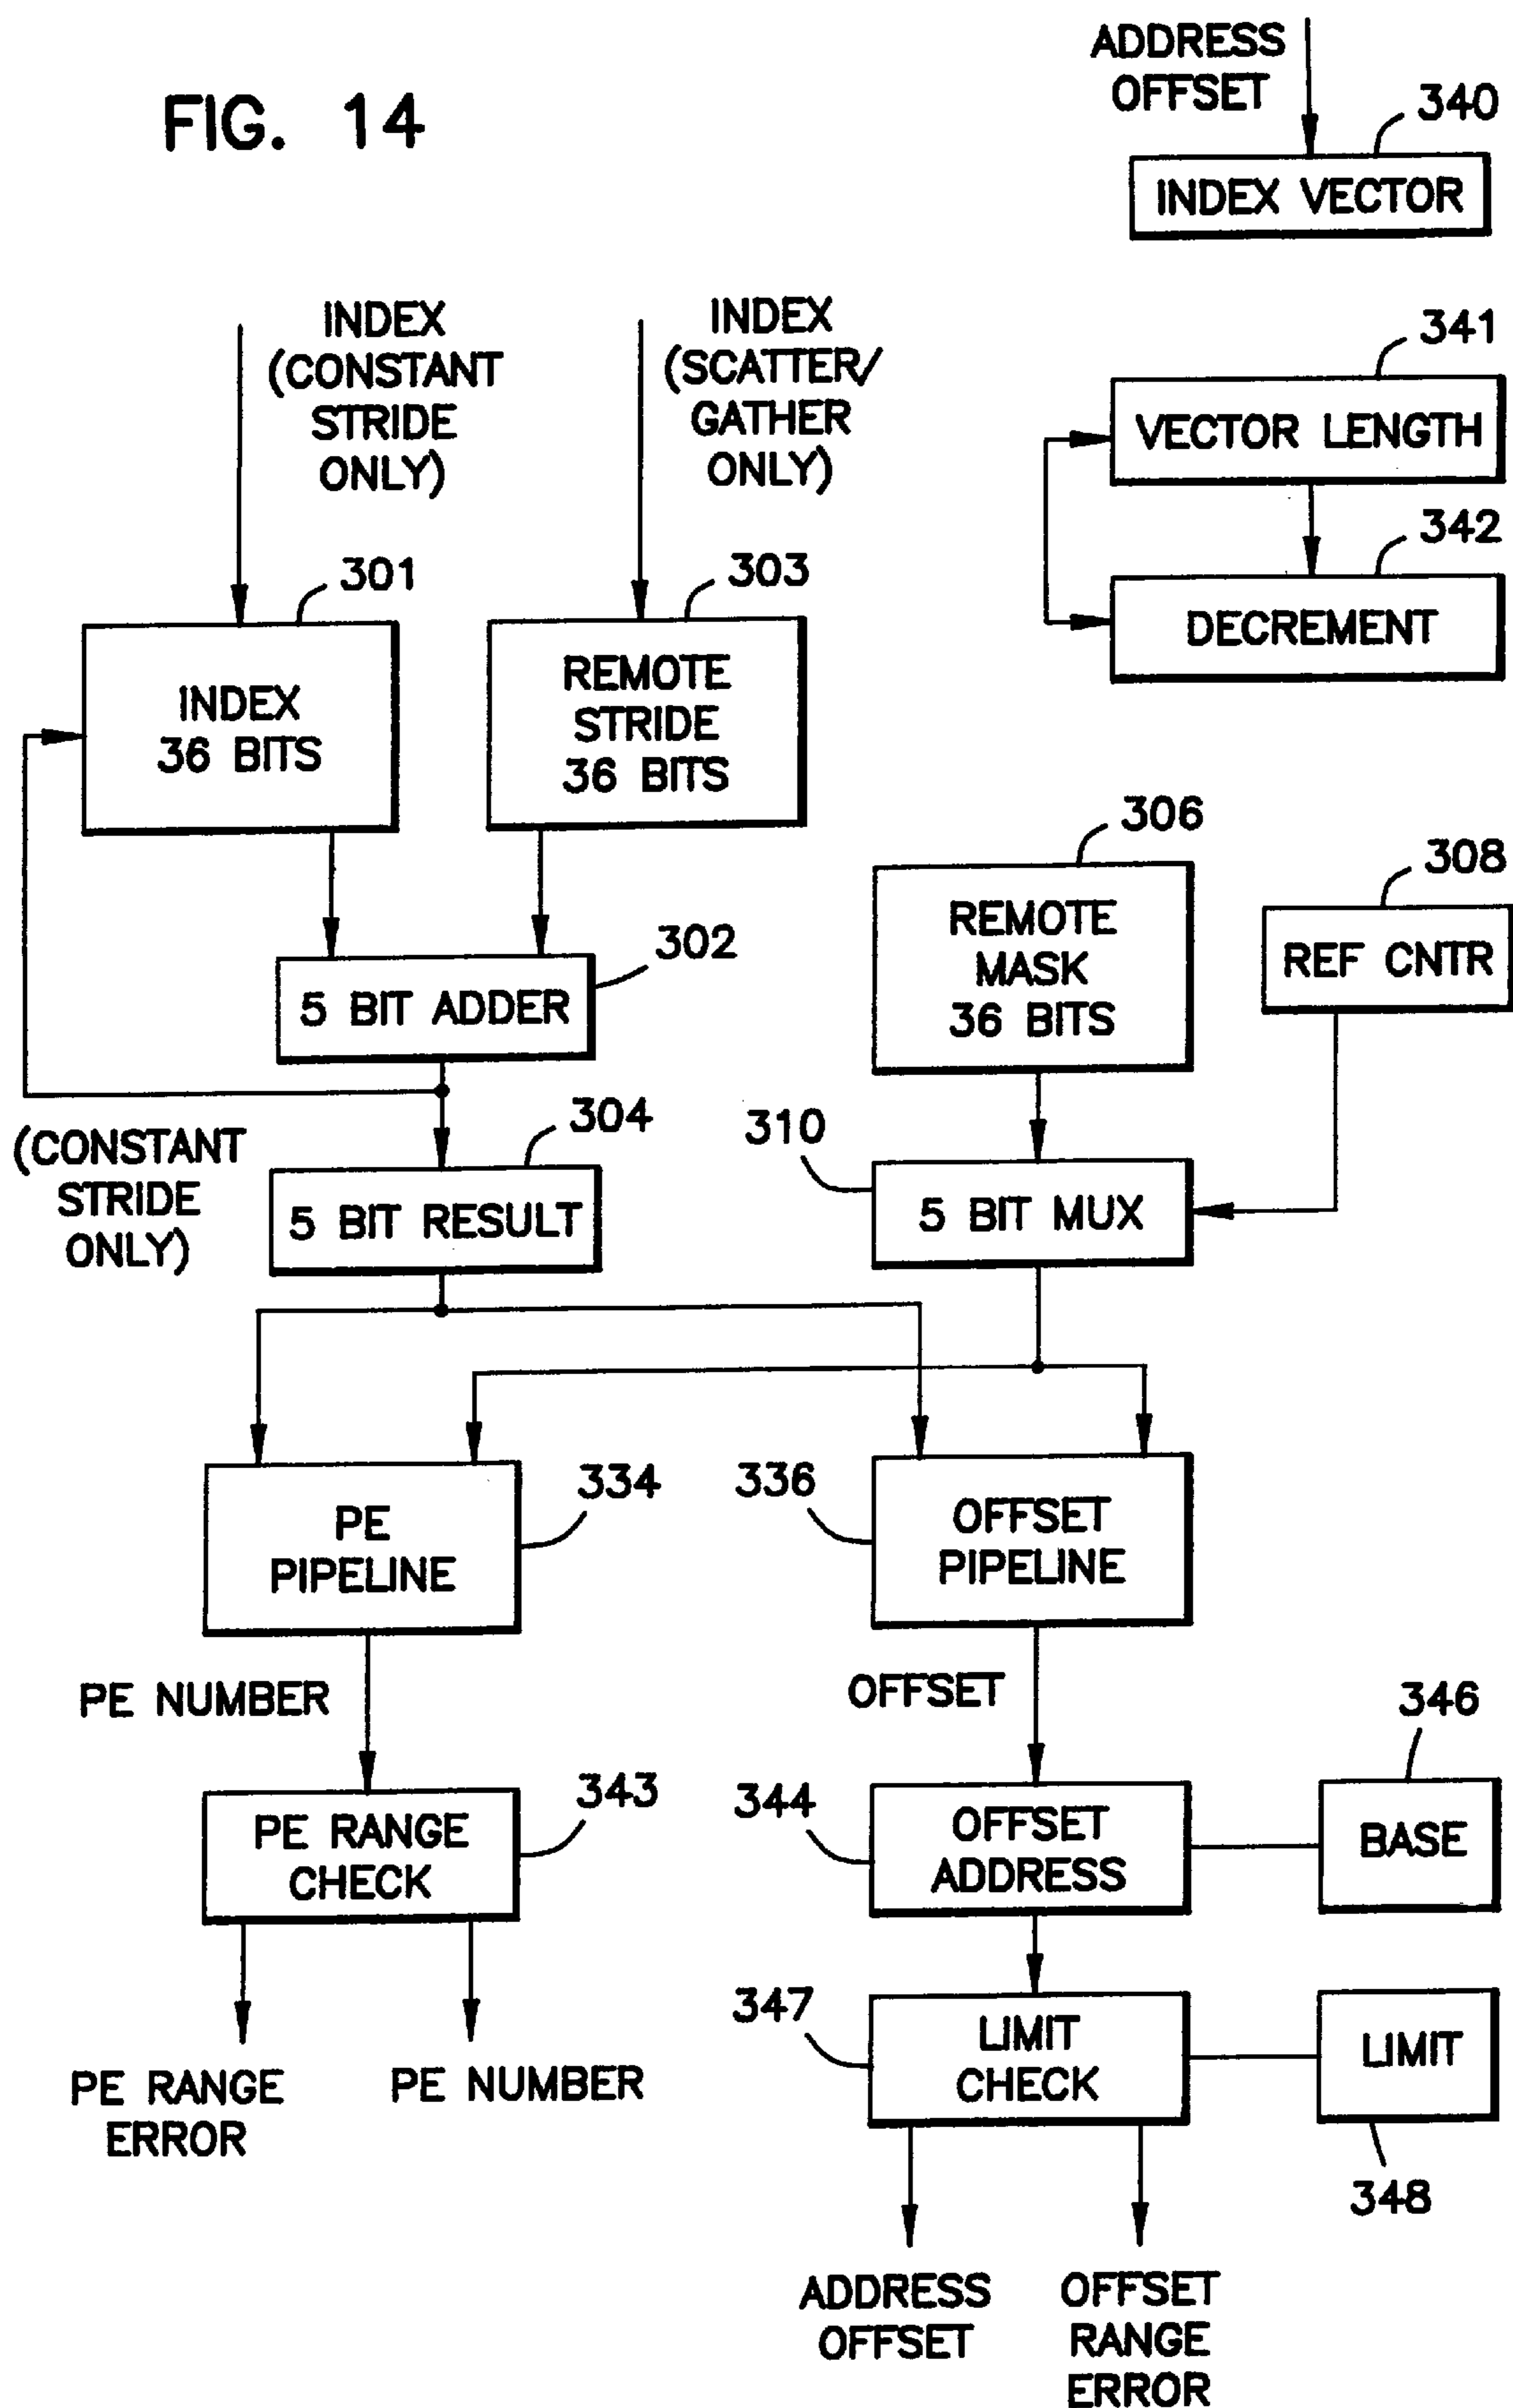 FIG. 14
ADDRESS
OFFSET
340
INDEX VECTOR
INDEX
(CONSTANT
STRIDE
ONLY)
INDEX
(SCATTER/
GATHER
ONLY)
341
VECTOR LENGTH
342
DECREMENT
301
INDEX
36 BITS
303
REMOTE
STRIDE
36 BITS
302
5 BIT ADDER
306
REMOTE
MASK
36 BITS
308
REF CNTR
(CONSTANT
STRIDE
ONLY)
304
5 BIT RESULT
310
5 BIT MUX
334
PE
PIPELINE
336
OFFSET
PIPELINE
PE NUMBER
OFFSET
343
PE RANGE
CHECK
344
OFFSET
ADDRESS
346
BASE
347
LIMIT
CHECK
LIMIT
348
PE RANGE
ERROR
PE NUMBER
ADDRESS
OFFSET
OFFSET
RANGE
ERROR